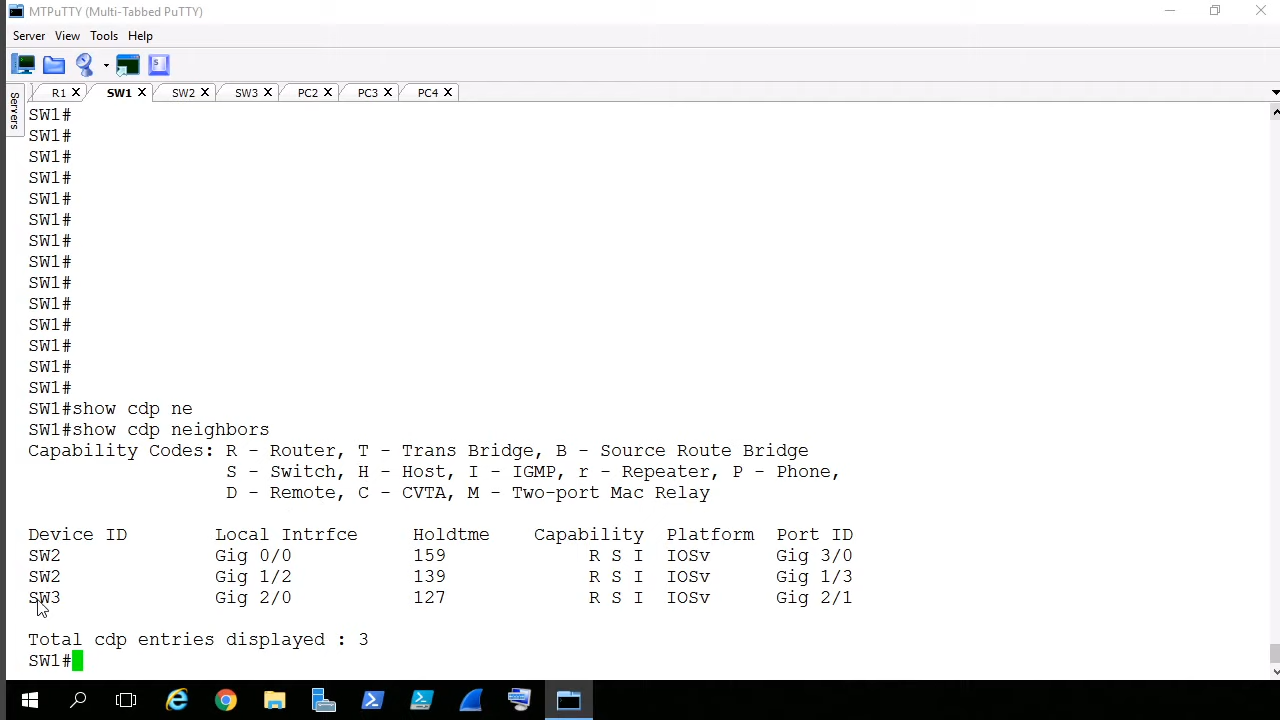 MTPuTTY (Multi-Tabbed PuTTY)
Server View Tools Help
Servers
R1 SW1 SW2 SW3 PC2 PC3 PC4
SW1#
SW1#
SW1#
SW1#
SW1#
SW1#
SW1#
SW1#
SW1#
SW1#
SW1#
SW1#
SW1#
SW1#
SW1#show cdp ne
SW1#show cdp neighbors
Capability Codes: R - Router, T - Trans Bridge, B - Source Route Bridge
S - Switch, H - Host, I - IGMP, r - Repeater, P - Phone,
D - Remote, C - CVTA, M - Two-port Mac Relay
Device ID Local Intrfce Holdtme Capability Platform Port ID
SW2 Gig 0/0 159 R S I IOSv Gig 3/0
SW2 Gig 1/2 139 R S I IOSv Gig 1/3
SW3 Gig 2/0 127 R S I IOSv Gig 2/1
Total cdp entries displayed : 3
SW1#